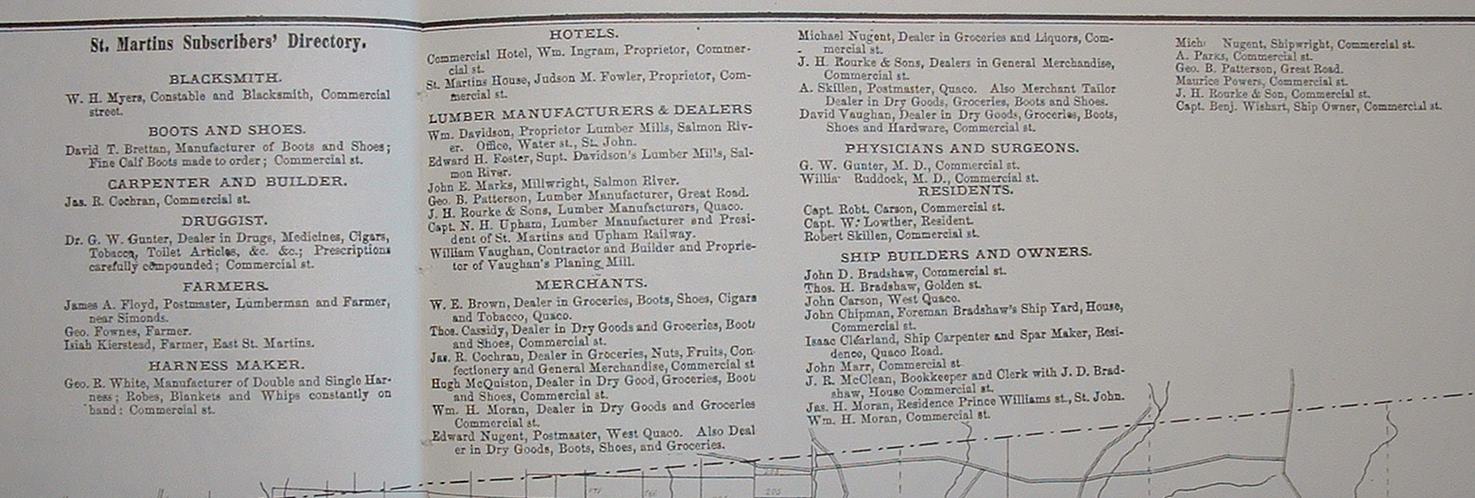 St. Martins Subscribers' Directory.
BLACKSMITH.
W. H. Myers, Constable and Blacksmith, Commercial
street.
BOOTS AND SHOES.
David T. Brettan, Manufacturer of Boots and Shoes;
Fine Calf Boots made to order; Commercial st.
CARPENTER AND BUILDER.
Jas. R. Cochran, Commercial st.
DRUGGIST.
Dr. G. W. Gunter, Dealer in Drugs, Medicines, Cigars,
Tobacco, Toilet Articles, &c. &c.; Prescriptions
carefully compounded; Commercial st.
FARMERS.
James A. Floyd, Postmaster, Lumberman and Farmer,
near Simonds.
Geo. Fownes, Farmer.
Isiah Kierstead, Farmer, East St. Martins.
HARNESS MAKER.
Geo. R. White, Manufacturer of Double and Single Har-
ness; Robes, Blankets and Whips constantly on
hand: Commercial st.
HOTELS.
Commercial Hotel, Wm. Ingram, Proprietor, Commer-
cial st.
St. Martins House, Judson M. Fowler, Proprietor, Com-
mercial st.
LUMBER MANUFACTURERS & DEALERS
Wm. Davidson, Proprietor Lumber Mills, Salmon Riv-
er. Office, Water st., St. John.
Edward H. Foster, Supt. Davidson's Lumber Mills, Sal-
mon River.
John E. Marks, Millwright, Salmon River.
Geo. B. Patterson, Lumber Manufacturer, Great Road.
J. H. Rourke & Sons, Lumber Manufacturers, Quaco.
Capt. N. H. Upham, Lumber Manufacturer and Presi-
dent of St. Martins and Upham Railway.
William Vaughan, Contractor and Builder and Proprie-
tor of Vaughan's Planing Mill.
MERCHANTS.
W. E. Brown, Dealer in Groceries, Boots, Shoes, Cigars
and Tobacco, Quaco.
Thos. Cassidy, Dealer in Dry Goods and Groceries, Boots
and Shoes, Commercial st.
Jas. R. Cochran, Dealer in Groceries, Nuts, Fruits, Con
fectionery and General Merchandise, Commercial st
Hugh McQuiston, Dealer in Dry Good, Groceries, Boots
and Shoes, Commercial st.
Wm. H. Moran, Dealer in Dry Goods and Groceries
Commercial st.
Edward Nugent, Postmaster, West Quaco. Also Deal
er in Dry Goods, Boots, Shoes, and Groceries.
Michael Nugent, Dealer in Groceries and Liquors, Com-
mercial st.
J. H. Rourke & Sons, Dealers in General Merchandise,
Commercial st.
A. Skillen, Postmaster, Quaco. Also Merchant Tailor
Dealer in Dry Goods, Groceries, Boots and Shoes.
David Vaughan, Dealer in Dry Goods, Groceries, Boots,
Shoes and Hardware, Commercial st.
PHYSICIANS AND SURGEONS.
G. W. Gunter, M. D., Commercial st.
Ruddock, M. D., Commercial st.
RESIDENTS.
Capt. Robt. Carson, Commercial st.
Capt. W. Lowther, Resident.
Robert Skillen, Commercial st.
SHIP BUILDERS AND OWNERS.
John D. Bradshaw, Commercial st.
Thos. H. Bradshaw, Golden st.
John Carson, West Quaco.
John Chipman, Foreman Bradshaw's Ship Yard, House,
Commercial st.
Isaac Clearland, Ship Carpenter and Spar Maker, Resi-
dence, Quaco Road.
John Marr, Commercial st.
J. R. McClean, Bookkeeper and Clerk with J. D. Brad-
shaw, House Commercial st.
Jas. H. Moran, Residence Prince Williams st., St. John.
Wm. H. Moran, Commercial st.
Nugent, Shipwright, Commercial st.
A. Parks, Commercial st.
Geo. B. Patterson, Great Road.
Maurice Powers, Commercial st.
J. H. Rourke & Son, Commercial st.
Capt. Benj. Wishart, Ship Owner, Commercial st.
205